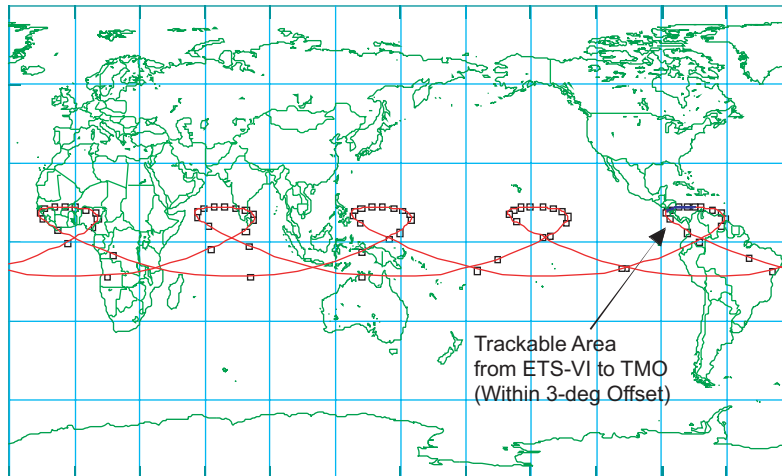 Trackable Area
from ETS-VI to TMO
(Within 3-deg Offset)